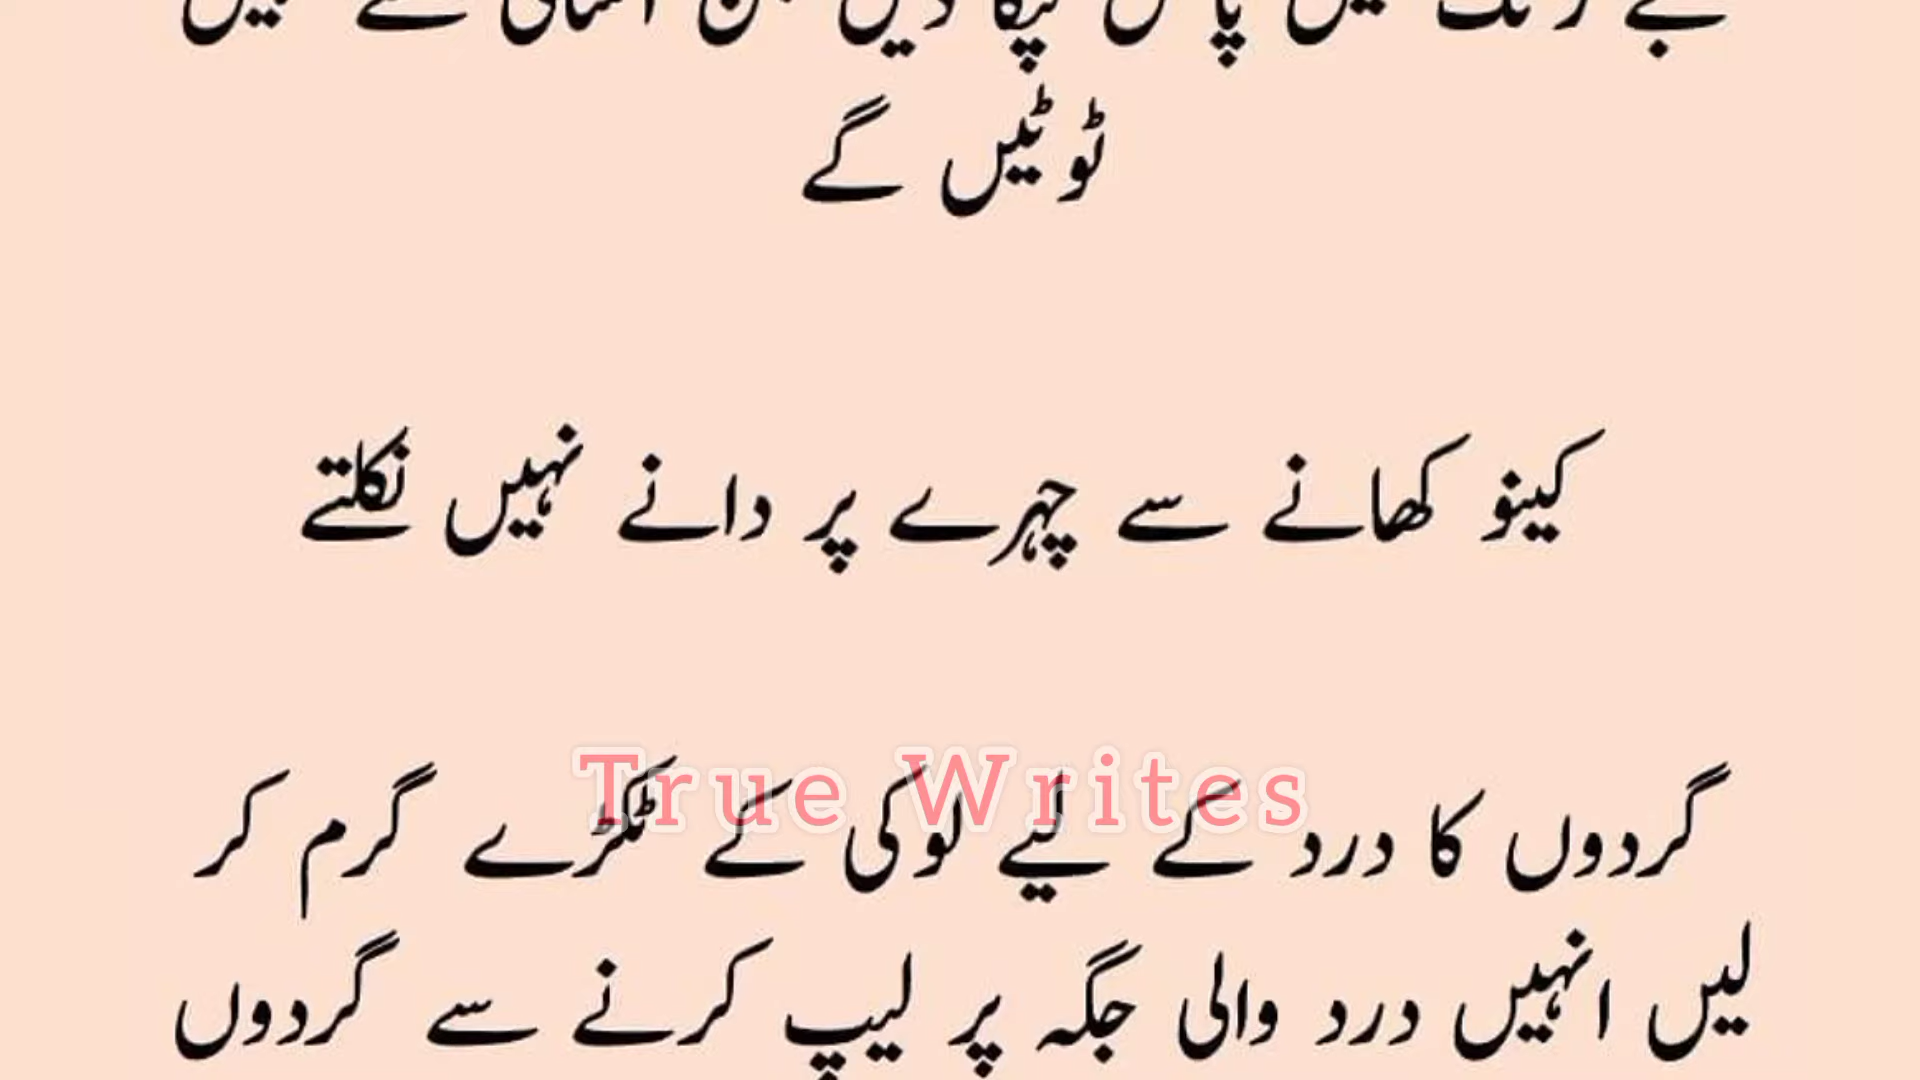 ٹوٹیں گے
کینو کھانے سے چہرے پر دانے نہیں نکلتے
True Writes
گردوں کا درد کے لیے لوکی کے ٹکڑے گرم کر
لیں انہیں درد والی جگہ پر لیپ کرنے سے گردوں